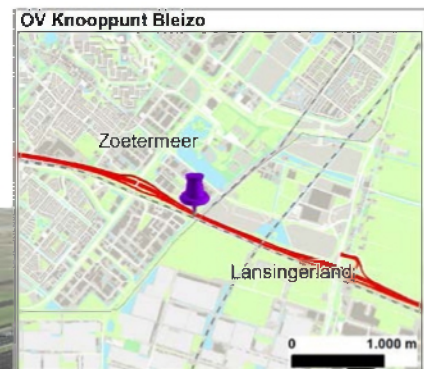 OV Knooppunt Bleizo
Zoetermeer
Lansingerland
0 1.000 m